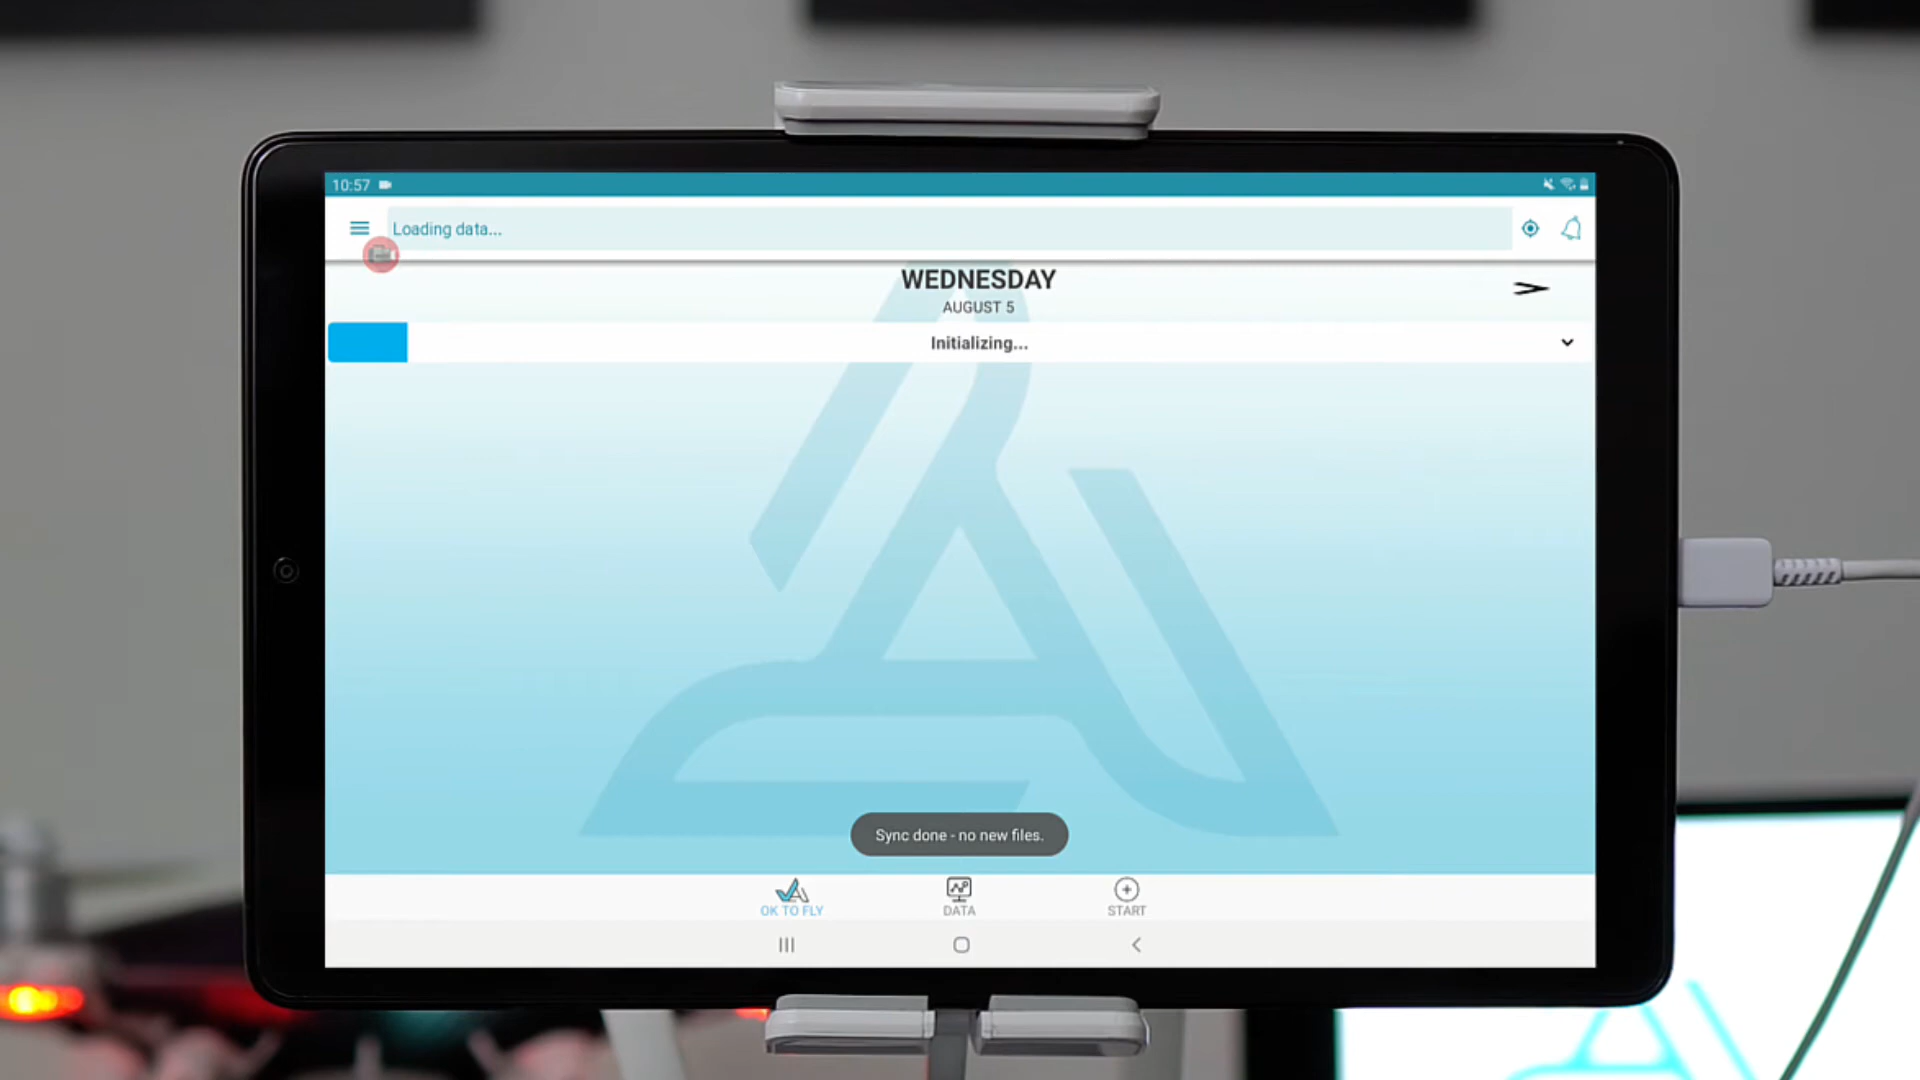 10:57
Loading data...
WEDNESDAY
AUGUST 5
Initializing...
Sync done - no new files.
OK TO FLY
DATA
START